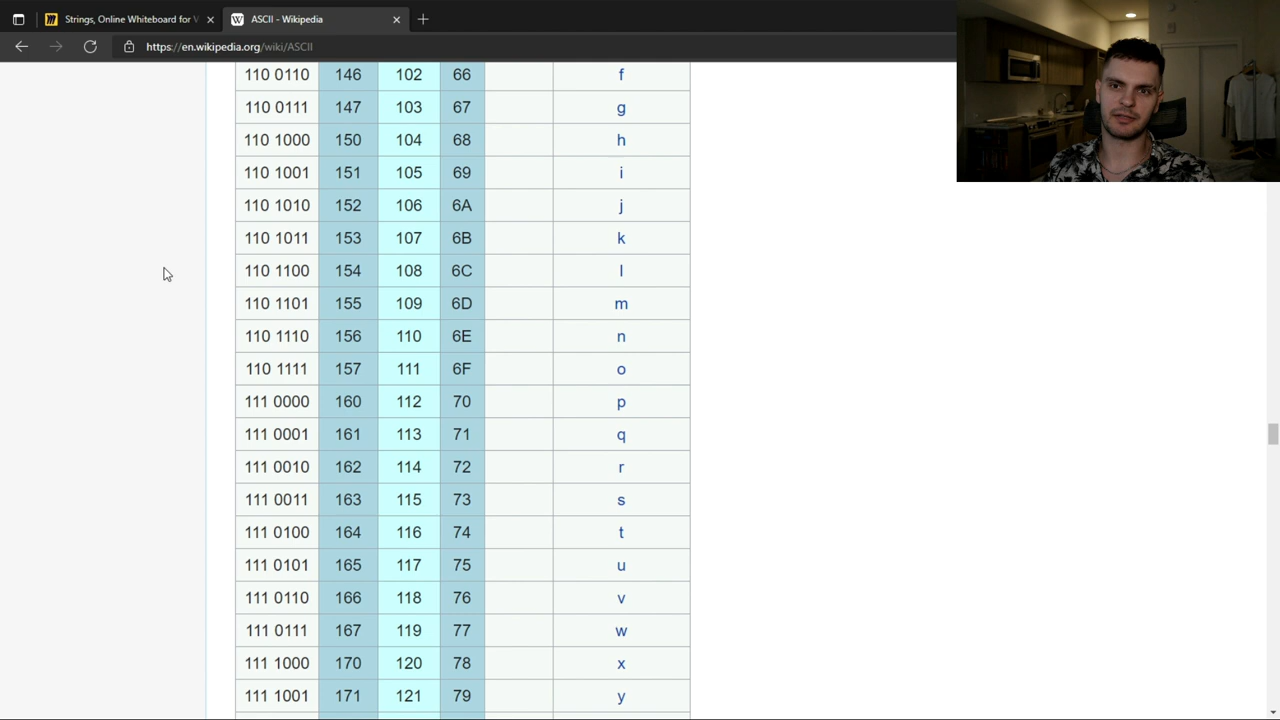 Strings, Online Whiteboard for
ASCII - Wikipedia
https://en.wikipedia.org/wiki/ASCII
110 0110 146 102 66 f
110 0111 147 103 67 g
110 1000 150 104 68 h
110 1001 151 105 69 i
110 1010 152 106 6A j
110 1011 153 107 6B k
110 1100 154 108 6C l
110 1101 155 109 6D m
110 1110 156 110 6E n
110 1111 157 111 6F o
111 0000 160 112 70 p
111 0001 161 113 71 q
111 0010 162 114 72 r
111 0011 163 115 73 s
111 0100 164 116 74 t
111 0101 165 117 75 u
111 0110 166 118 76 v
111 0111 167 119 77 w
111 1000 170 120 78 x
111 1001 171 121 79 y